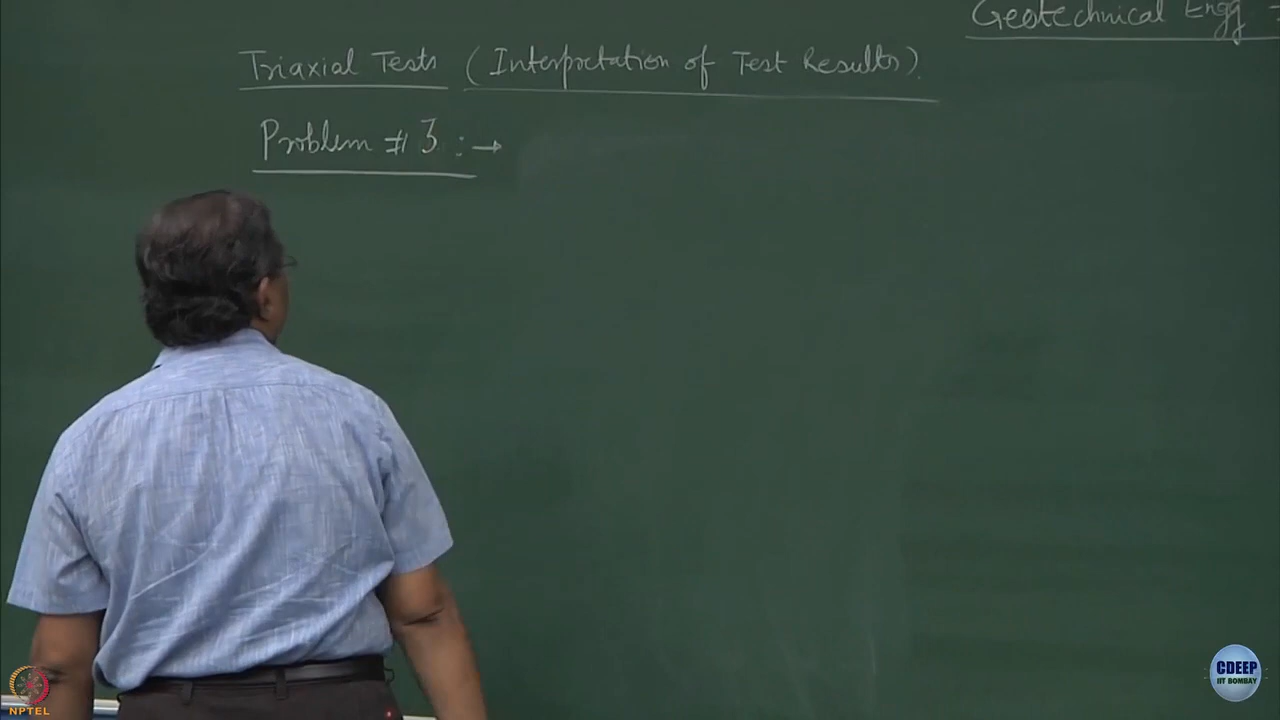 Geotechnical Engg
Triaxial Tests (Interpretation of Test Results).
Problem # 3 :→
CDEEP
IIT BOMBAY
NPTEL